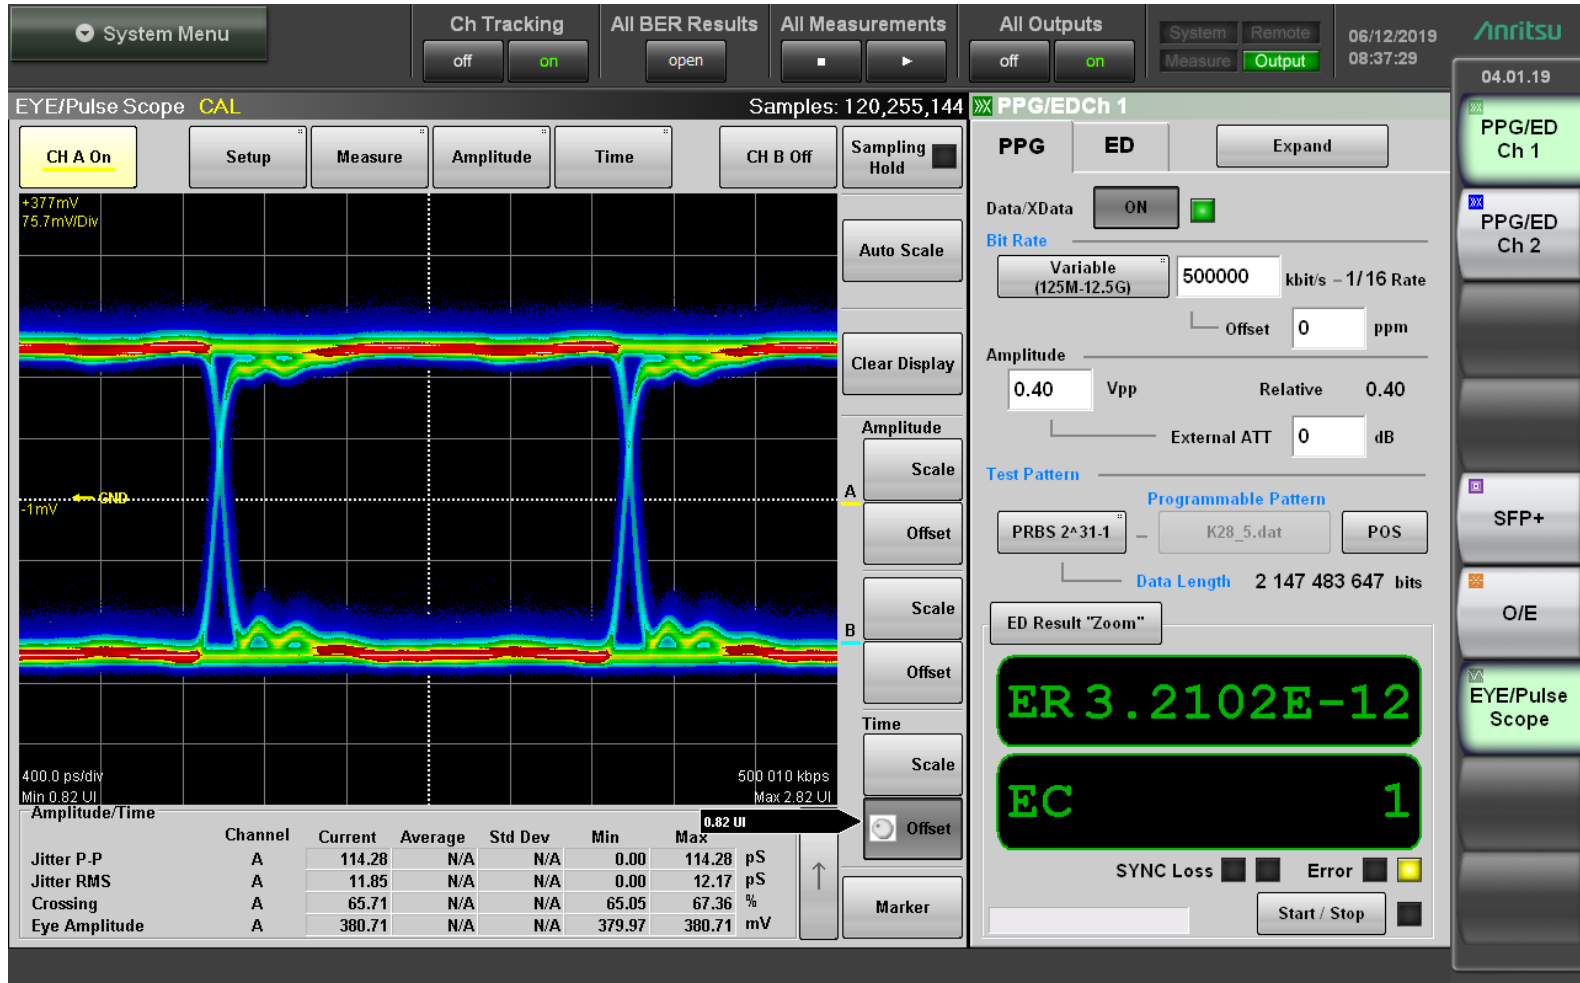 System Menu
Ch Tracking
off on
All BER Results
open
All Measurements
All Outputs
off on
System Remote
Measure Output
06/12/2019
08:37:29
Anritsu
04.01.19
EYE/Pulse Scope CAL Samples: 120,255,144
CH A On
Setup
Measure
Amplitude
Time
CH B Off
Sampling
Hold
+377mV
75.7mV/Div
GND
-1mV
400.0 ps/div
Min 0.82 UI
500 010 kbps
Max 2.82 UI
Auto Scale
Clear Display
Amplitude
A
Scale
Offset
B
Scale
Offset
Time
Scale
0.82 UI
Offset
Marker
Amplitude/Time
Channel Current Average Std Dev Min Max
Jitter P-P A 114.28 N/A N/A 0.00 114.28 pS
Jitter RMS A 11.85 N/A N/A 0.00 12.17 pS
Crossing A 65.71 N/A N/A 65.05 67.36 %
Eye Amplitude A 380.71 N/A N/A 379.97 380.71 mV
PPG/EDCh 1
PPG ED Expand
Data/XData ON
Bit Rate
Variable
(125M-12.5G)
500000 kbit/s – 1/16 Rate
Offset 0 ppm
Amplitude
0.40 Vpp Relative 0.40
External ATT 0 dB
Test Pattern
Programmable Pattern
PRBS 2^31-1 – K28_5.dat POS
Data Length 2 147 483 647 bits
ED Result "Zoom"
ER 3.2102E-12
EC 1
SYNC Loss Error
Start / Stop
PPG/ED
Ch 1
PPG/ED
Ch 2
SFP+
O/E
EYE/Pulse
Scope